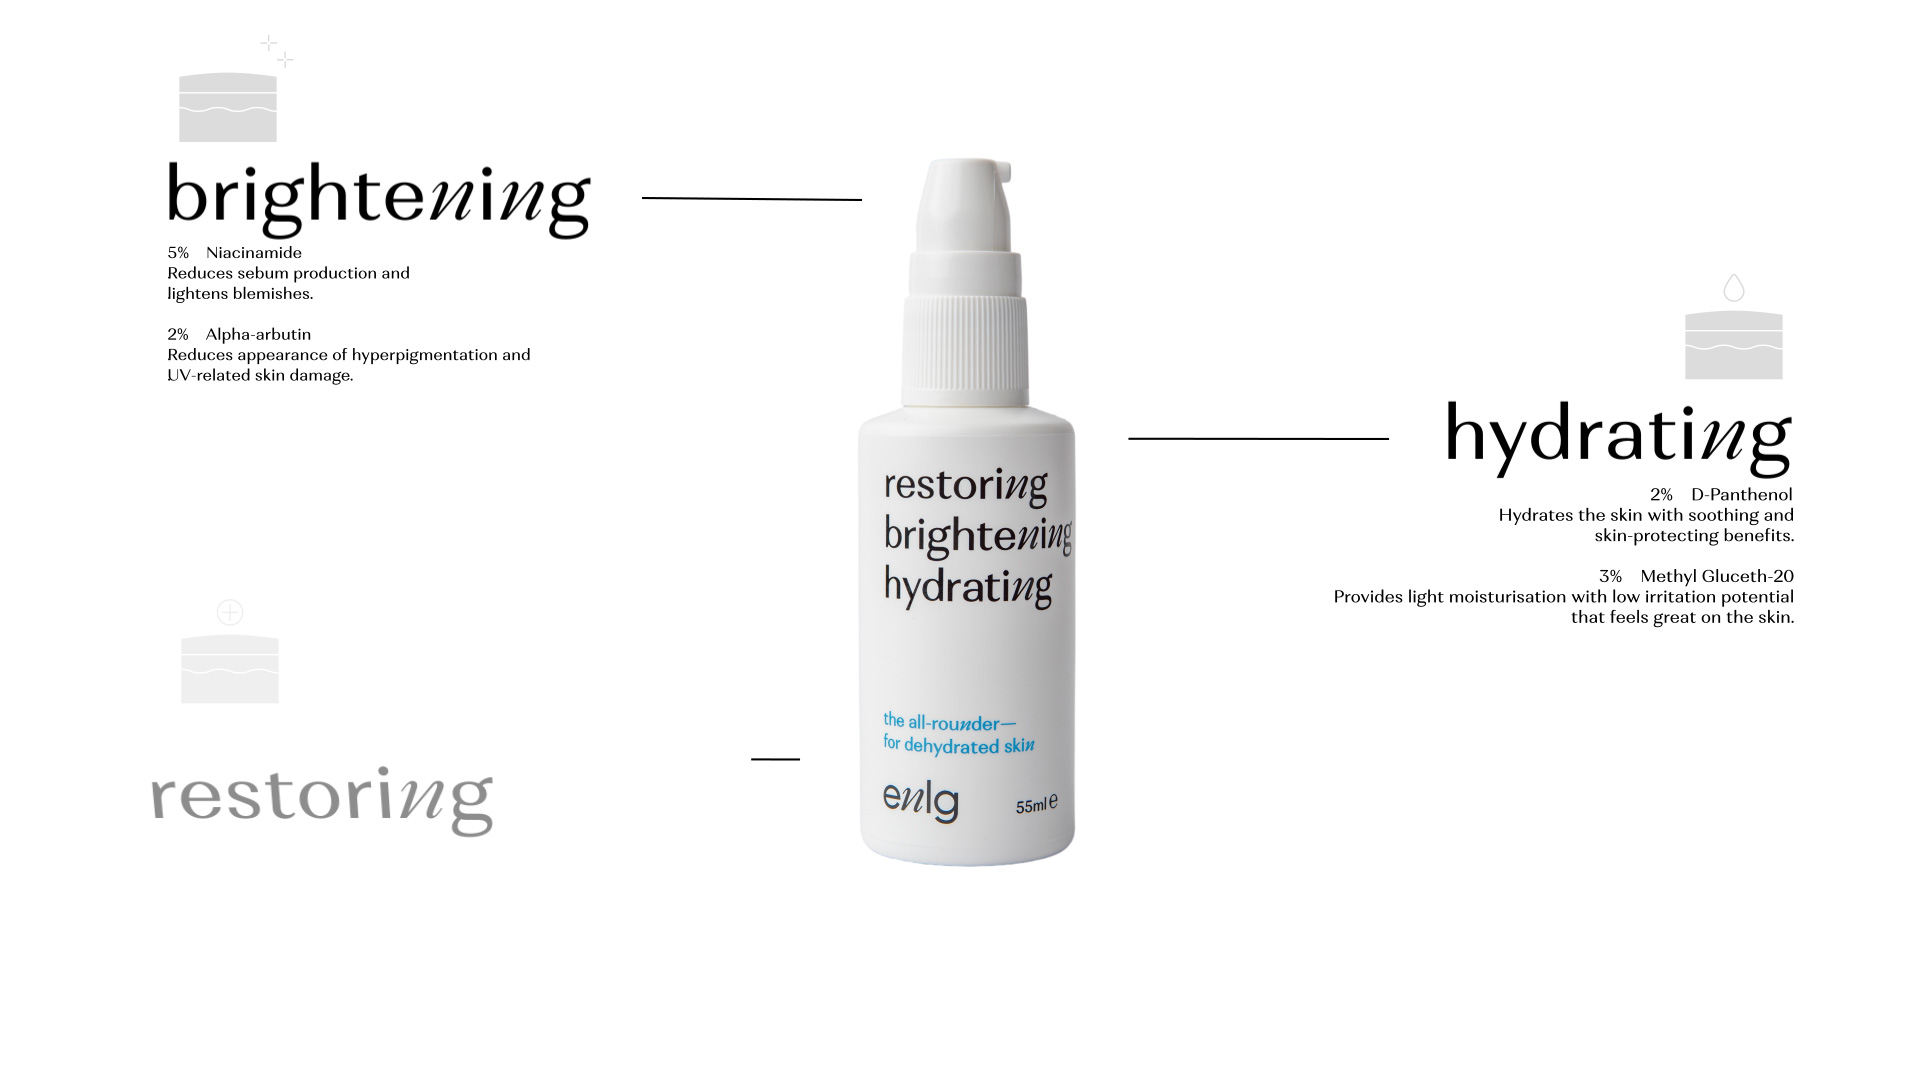 brightening
5% Niacinamide
Reduces sebum production and
lightens blemishes.
2% Alpha-arbutin
Reduces appearance of hyperpigmentation and
UV-related skin damage.
restoring
restoring
brightening
hydrating
the all-rounder—
for dehydrated skin
enlg
55ml ℮
hydrating
2% D-Panthenol
Hydrates the skin with soothing and
skin-protecting benefits.
3% Methyl Gluceth-20
Provides light moisturisation with low irritation potential
that feels great on the skin.